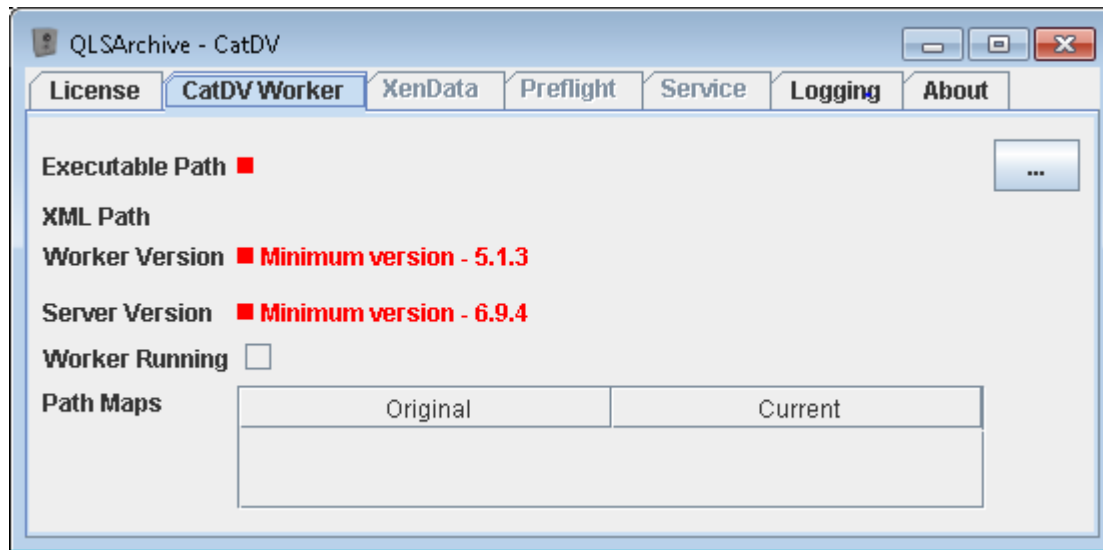 QLSArchive - CatDV
License CatDV Worker XenData Preflight Service Logging About
Executable Path
...
XML Path
Worker Version Minimum version - 5.1.3
Server Version Minimum version - 6.9.4
Worker Running
Path Maps Original Current